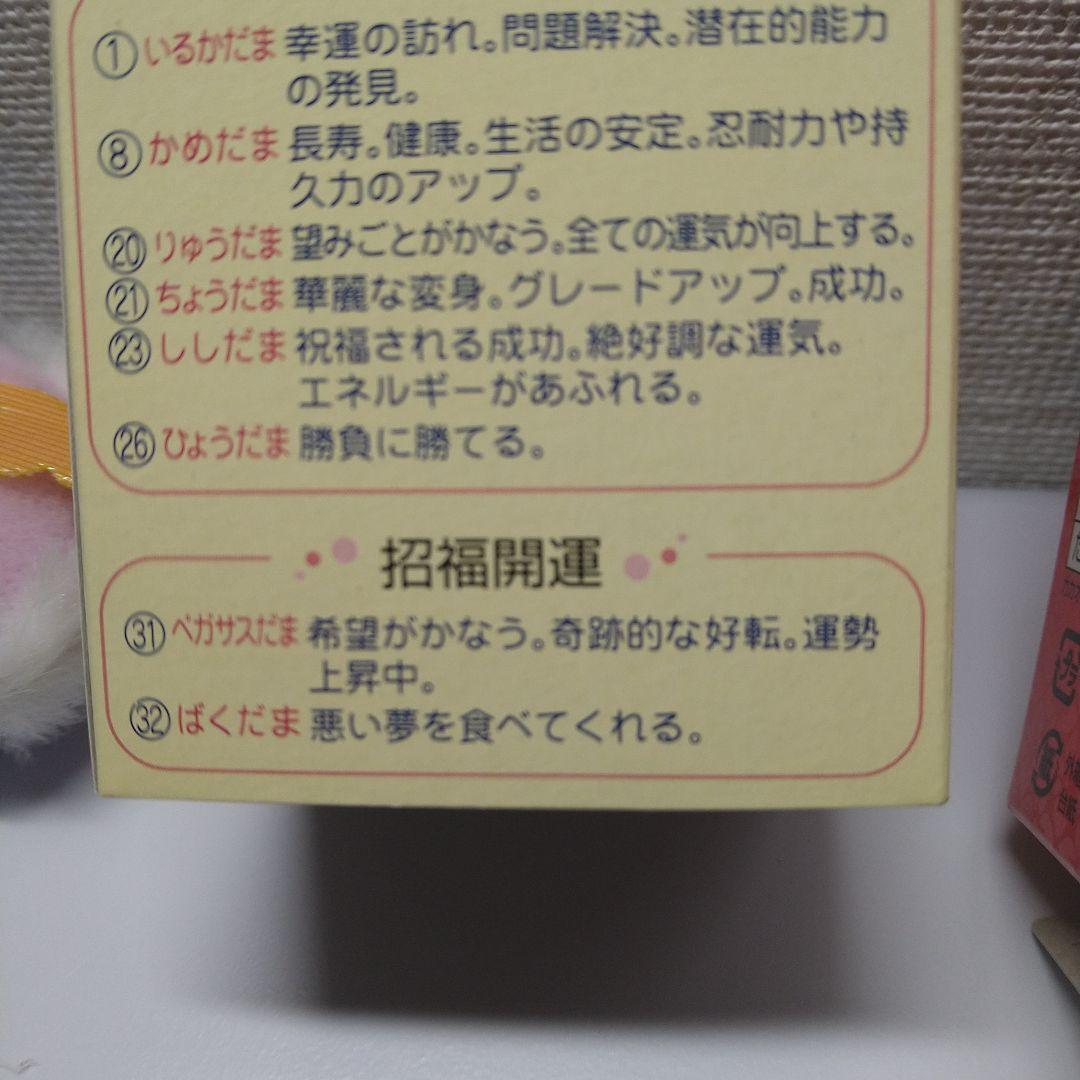 ①いるかだま 幸運の訪れ。問題解決。潜在的能力
の発見。
⑧かめだま 長寿。健康。生活の安定。忍耐力や持
久力のアップ。
⑳りゅうだま 望みごとがかなう。全ての運気が向上する。
㉑ちょうだま 華麗な変身。グレードアップ。成功。
㉓ししだま 祝福される成功。絶好調な運気。
エネルギーがあふれる。
㉖ひょうだま 勝負に勝てる。
招福開運
㉛ペガサスだま 希望がかなう。奇跡的な好転。運勢
上昇中。
㉜ばくだま 悪い夢を食べてくれる。
台紙